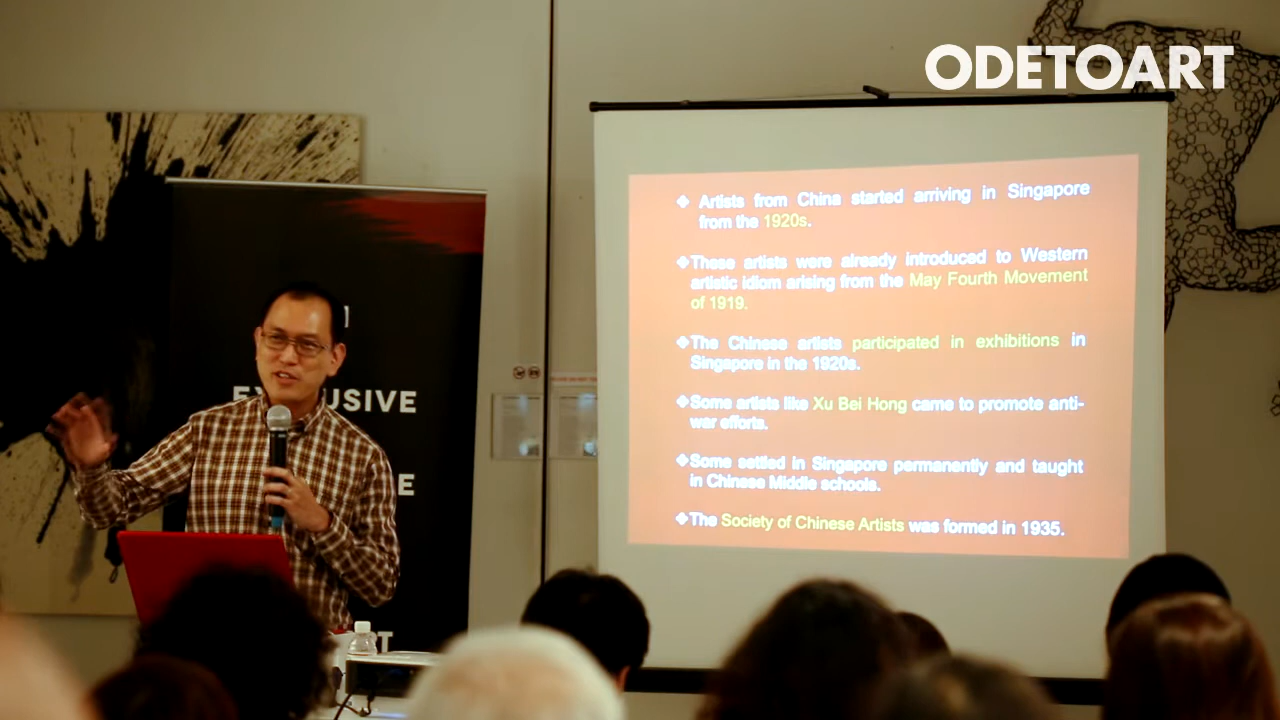 ODETOART
❖ Artists from China started arriving in Singapore
from the 1920s.
❖These artists were already introduced to Western
artistic idiom arising from the May Fourth Movement
of 1919.
❖The Chinese artists participated in exhibitions in
Singapore in the 1920s.
❖Some artists like Xu Bei Hong came to promote anti-
war efforts.
❖Some settled in Singapore permanently and taught
in Chinese Middle schools.
❖The Society of Chinese Artists was formed in 1935.